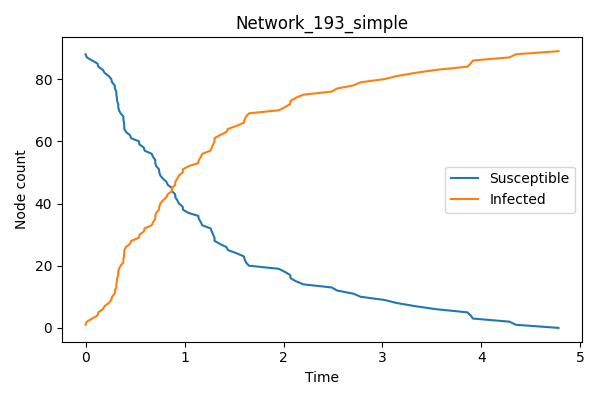 Network_193_simple
Node count
80
60
40
20
0
Susceptible
Infected
0 1 2 3 4 5
Time